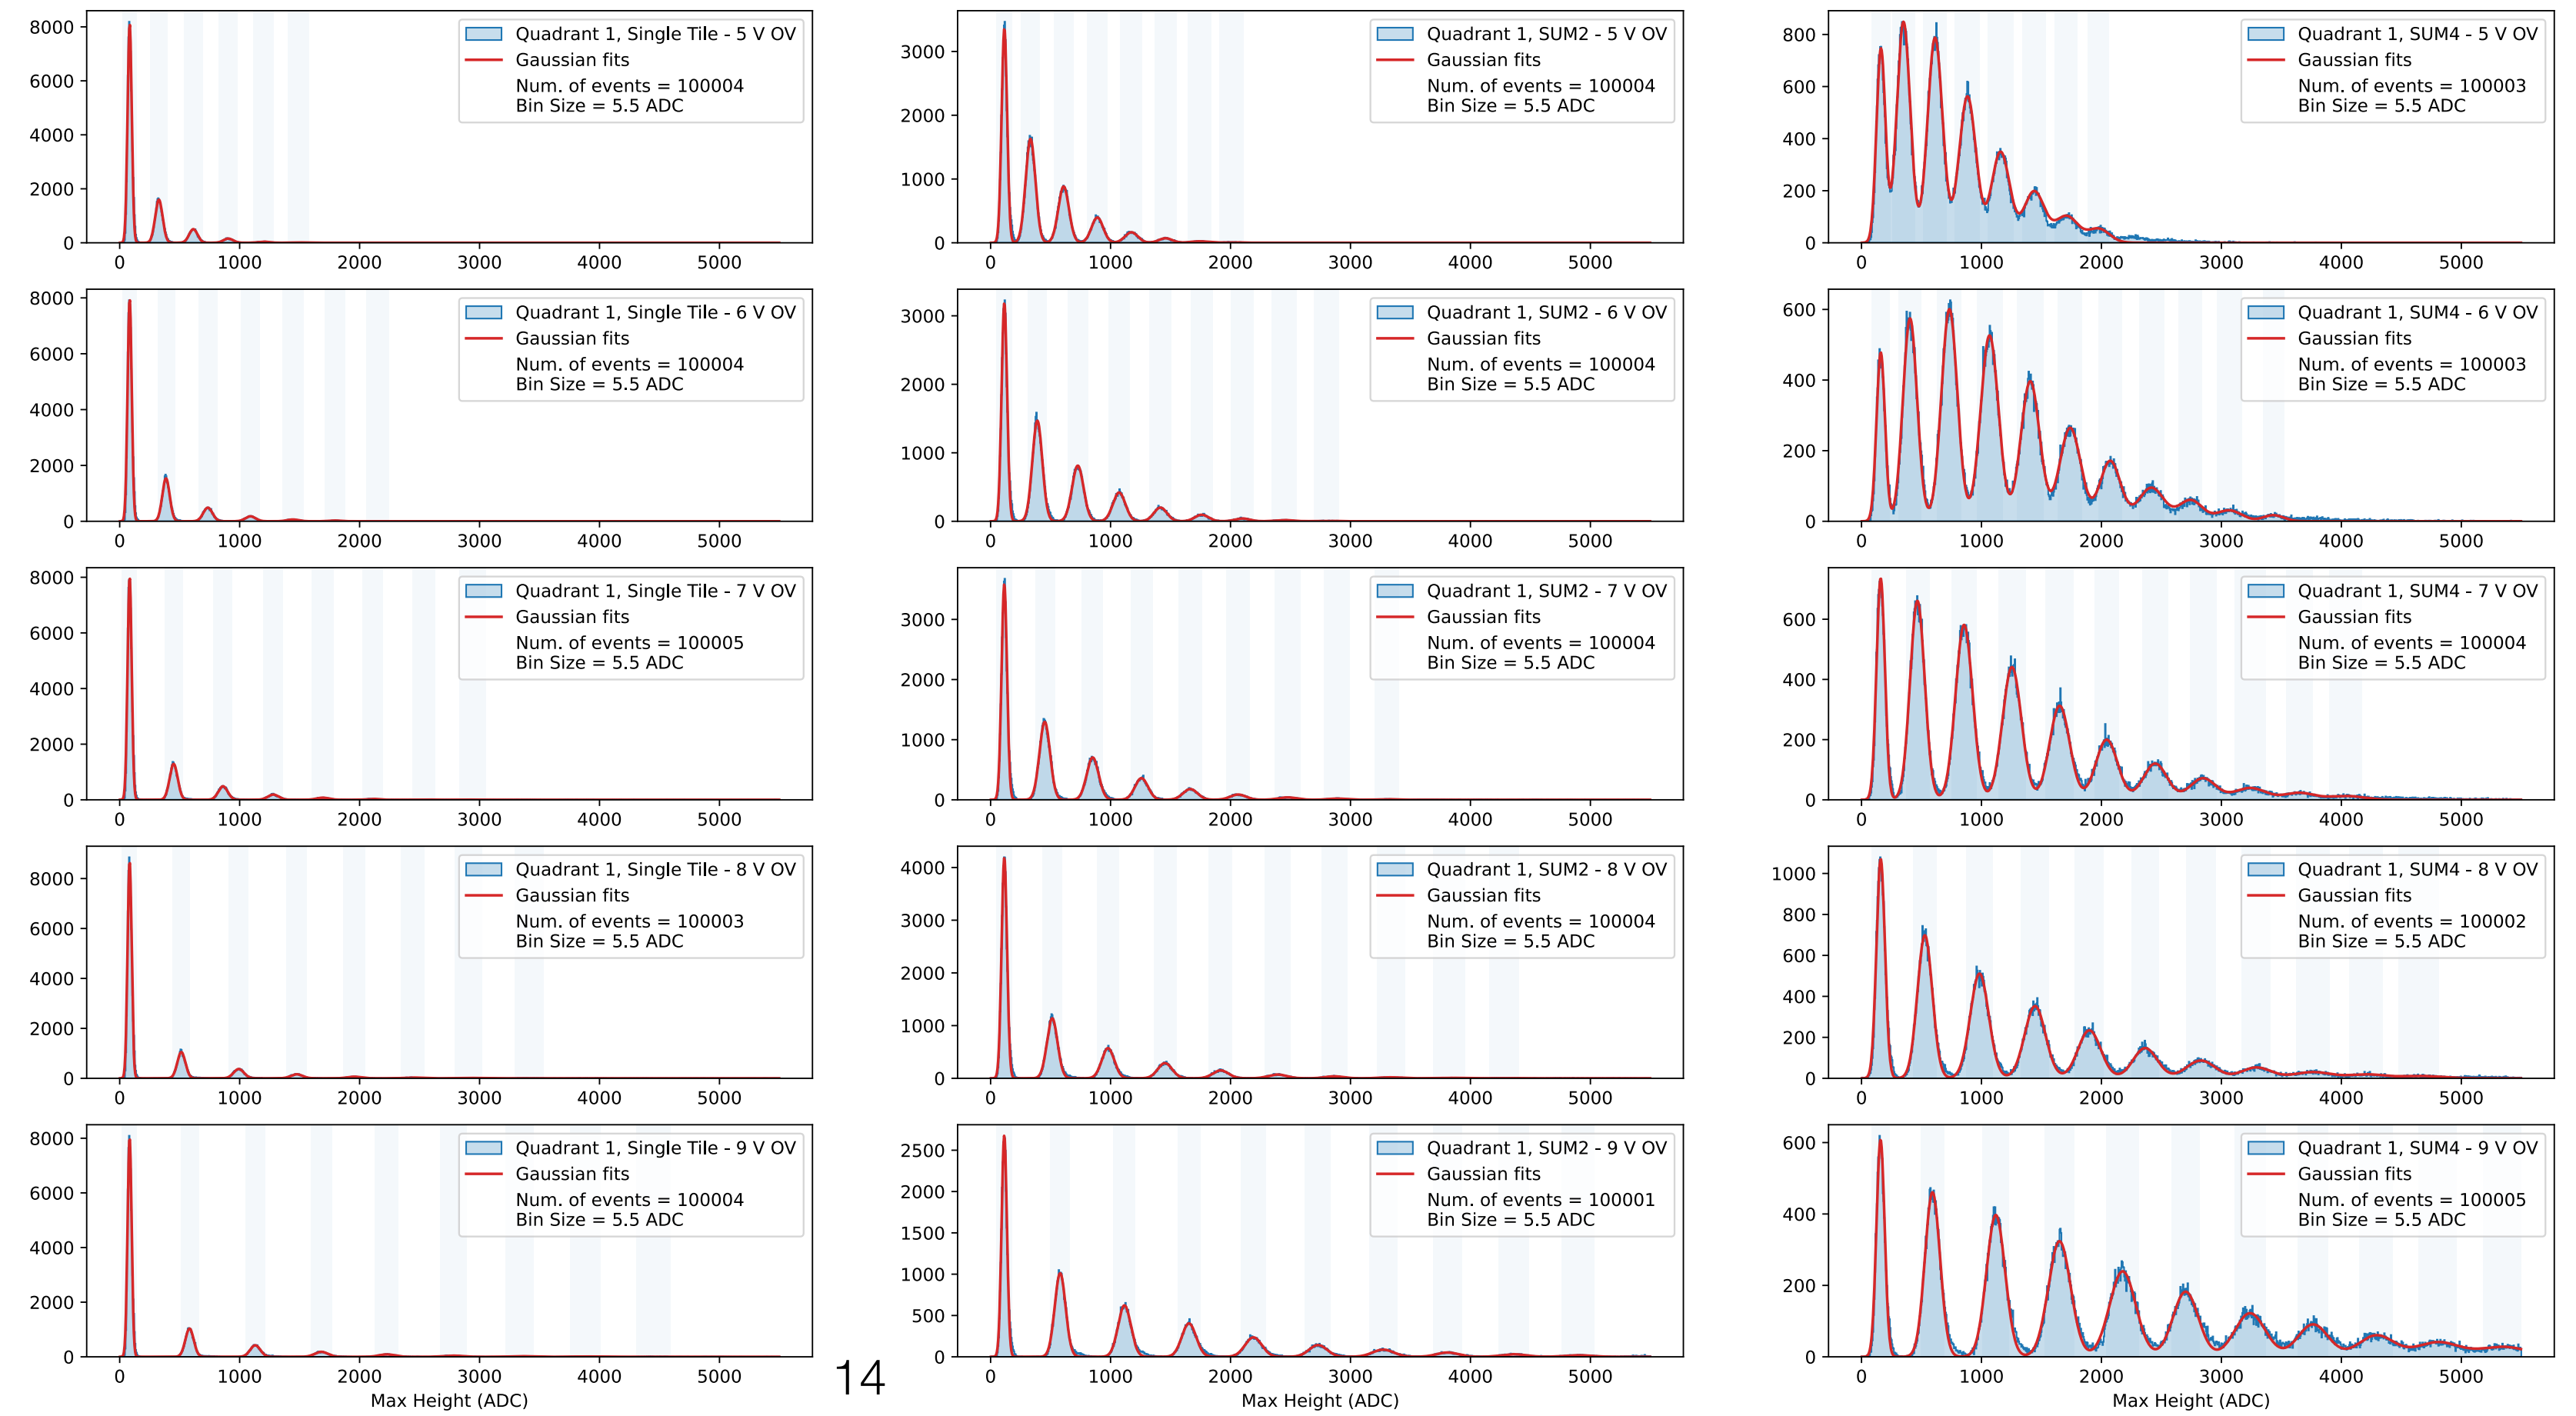 8000
6000
4000
2000
0
0 1000 2000 3000 4000 5000
Quadrant 1, Single Tile - 5 V OV
Gaussian fits
Num. of events = 100004
Bin Size = 5.5 ADC
3000
2000
1000
0
0 1000 2000 3000 4000 5000
Quadrant 1, SUM2 - 5 V OV
Gaussian fits
Num. of events = 100004
Bin Size = 5.5 ADC
800
600
400
200
0
0 1000 2000 3000 4000 5000
Quadrant 1, SUM4 - 5 V OV
Gaussian fits
Num. of events = 100003
Bin Size = 5.5 ADC
8000
6000
4000
2000
0
0 1000 2000 3000 4000 5000
Quadrant 1, Single Tile - 6 V OV
Gaussian fits
Num. of events = 100004
Bin Size = 5.5 ADC
3000
2000
1000
0
0 1000 2000 3000 4000 5000
Quadrant 1, SUM2 - 6 V OV
Gaussian fits
Num. of events = 100004
Bin Size = 5.5 ADC
600
400
200
0
0 1000 2000 3000 4000 5000
Quadrant 1, SUM4 - 6 V OV
Gaussian fits
Num. of events = 100003
Bin Size = 5.5 ADC
8000
6000
4000
2000
0
0 1000 2000 3000 4000 5000
Quadrant 1, Single Tile - 7 V OV
Gaussian fits
Num. of events = 100005
Bin Size = 5.5 ADC
3000
2000
1000
0
0 1000 2000 3000 4000 5000
Quadrant 1, SUM2 - 7 V OV
Gaussian fits
Num. of events = 100004
Bin Size = 5.5 ADC
600
400
200
0
0 1000 2000 3000 4000 5000
Quadrant 1, SUM4 - 7 V OV
Gaussian fits
Num. of events = 100004
Bin Size = 5.5 ADC
8000
6000
4000
2000
0
0 1000 2000 3000 4000 5000
Quadrant 1, Single Tile - 8 V OV
Gaussian fits
Num. of events = 100003
Bin Size = 5.5 ADC
4000
3000
2000
1000
0
0 1000 2000 3000 4000 5000
Quadrant 1, SUM2 - 8 V OV
Gaussian fits
Num. of events = 100004
Bin Size = 5.5 ADC
1000
800
600
400
200
0
0 1000 2000 3000 4000 5000
Quadrant 1, SUM4 - 8 V OV
Gaussian fits
Num. of events = 100002
Bin Size = 5.5 ADC
8000
6000
4000
2000
0
0 1000 2000 3000 4000 5000
Max Height (ADC)
Quadrant 1, Single Tile - 9 V OV
Gaussian fits
Num. of events = 100004
Bin Size = 5.5 ADC
14
2500
2000
1500
1000
500
0
0 1000 2000 3000 4000 5000
Max Height (ADC)
Quadrant 1, SUM2 - 9 V OV
Gaussian fits
Num. of events = 100001
Bin Size = 5.5 ADC
600
400
200
0
0 1000 2000 3000 4000 5000
Max Height (ADC)
Quadrant 1, SUM4 - 9 V OV
Gaussian fits
Num. of events = 100005
Bin Size = 5.5 ADC